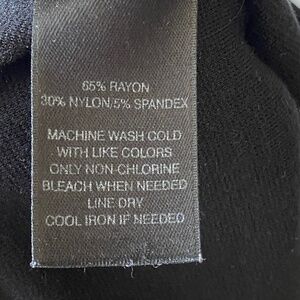 65% RAYON
30% NYLON/5% SPANDEX
MACHINE WASH COLD
WITH LIKE COLORS
ONLY NON-CHLORINE
BLEACH WHEN NEEDED
LINE DRY
COOL IRON IF NEEDED